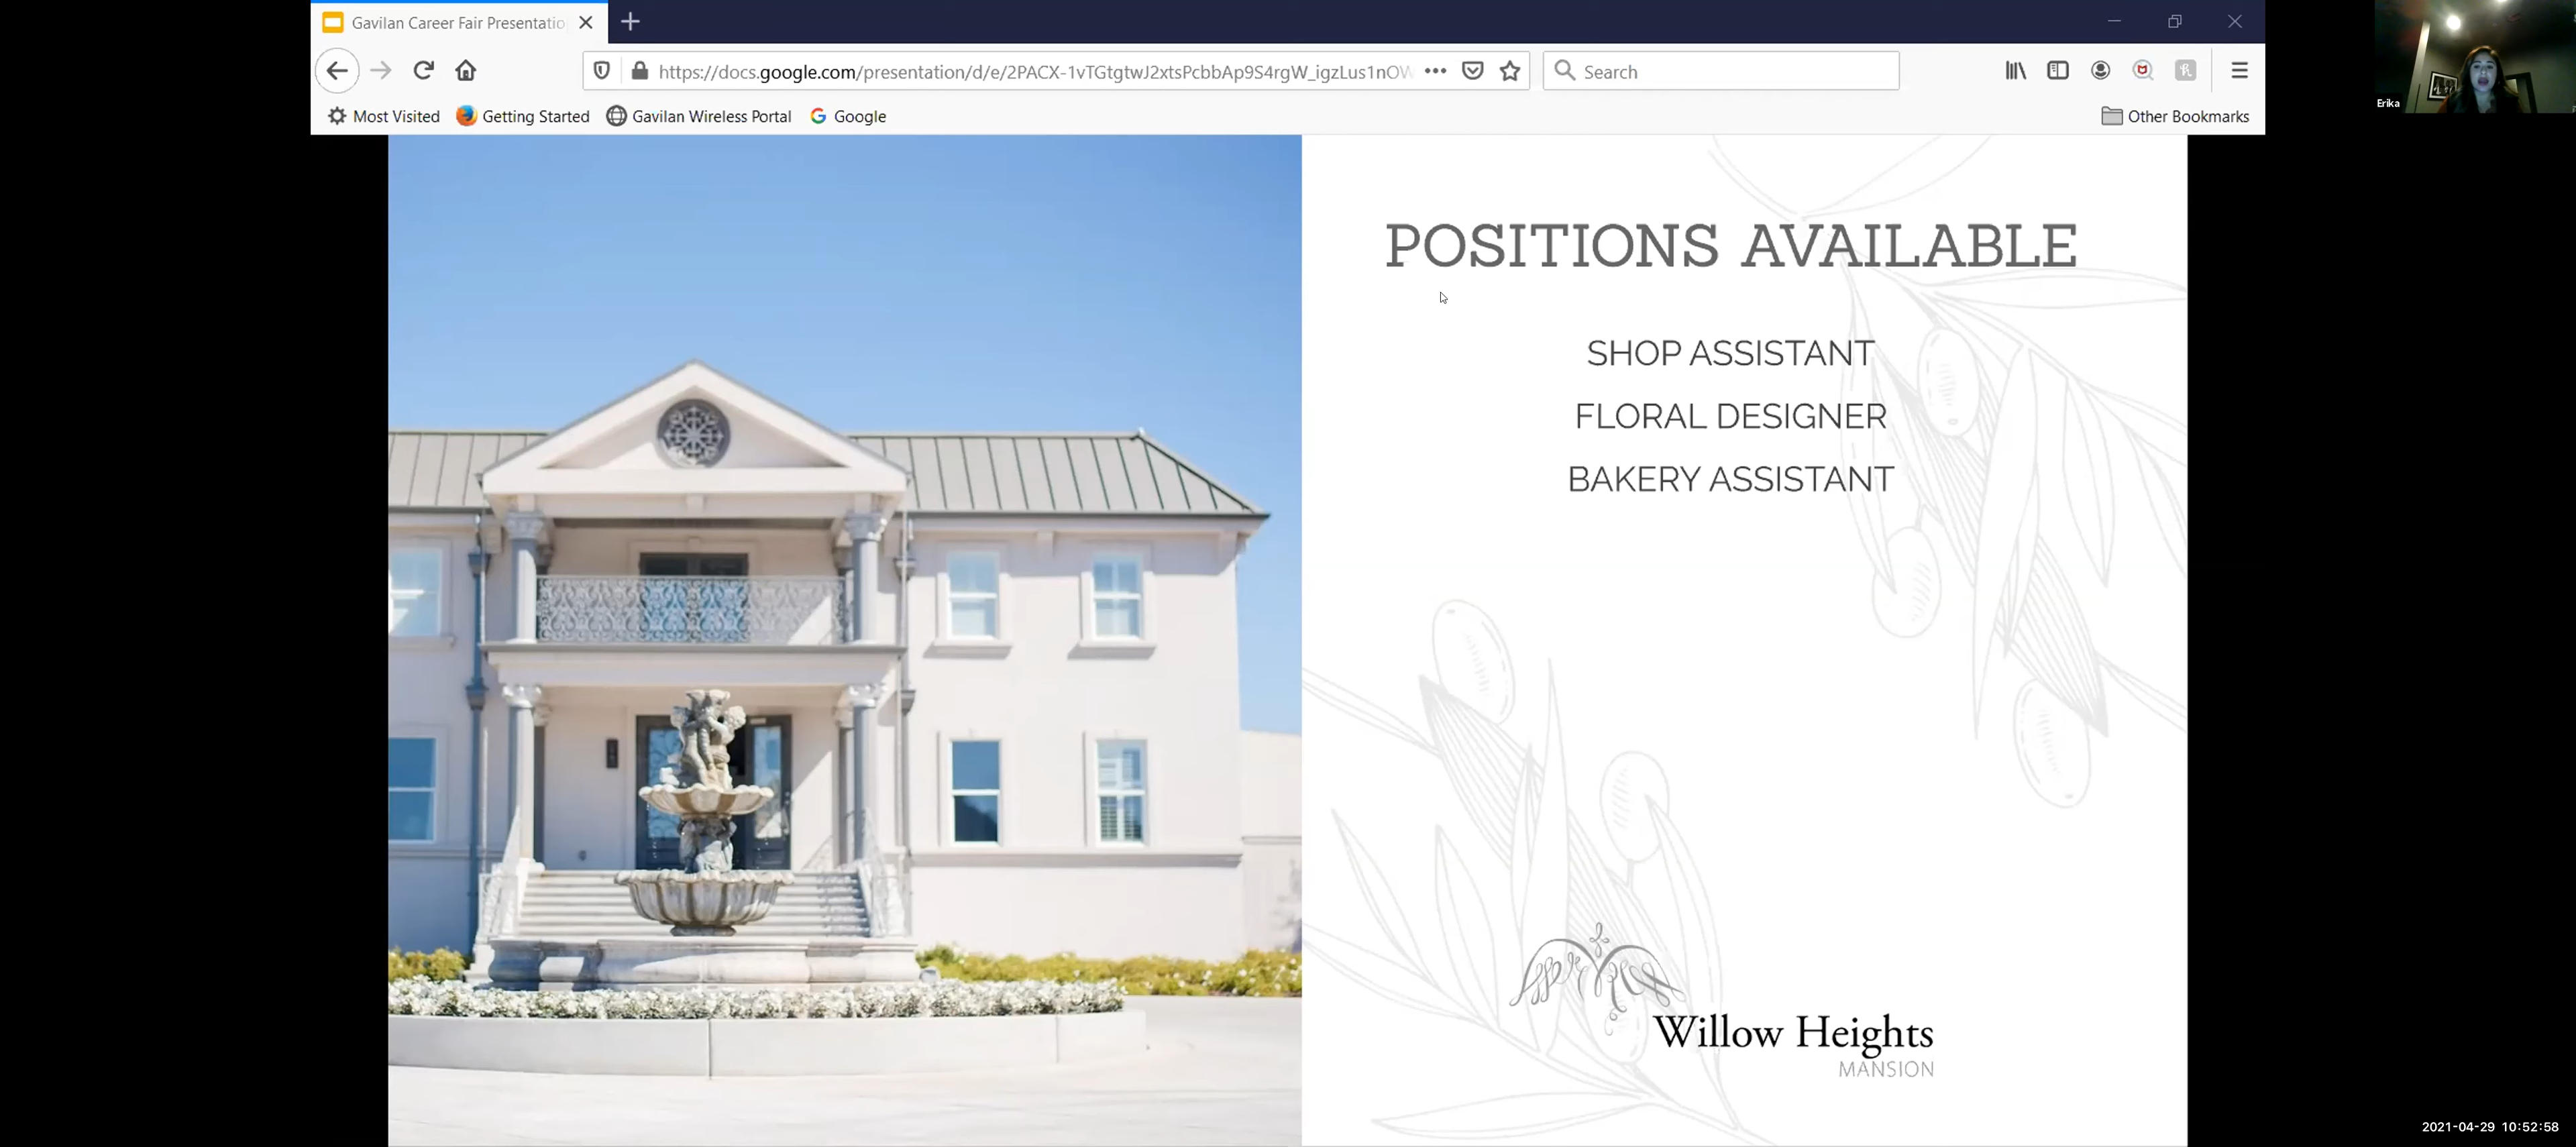 Gavilan Career Fair Presentatio
https://docs.google.com/presentation/d/e/2PACX-1vTGtgtwJ2xtsPcbbAp9S4rgW_igzLus1nOW
Search
Most Visited
Getting Started
Gavilan Wireless Portal
Google
Other Bookmarks
Erika
POSITIONS AVAILABLE
SHOP ASSISTANT
FLORAL DESIGNER
BAKERY ASSISTANT
Willow Heights
MANSION
2021-04-29 10:52:58